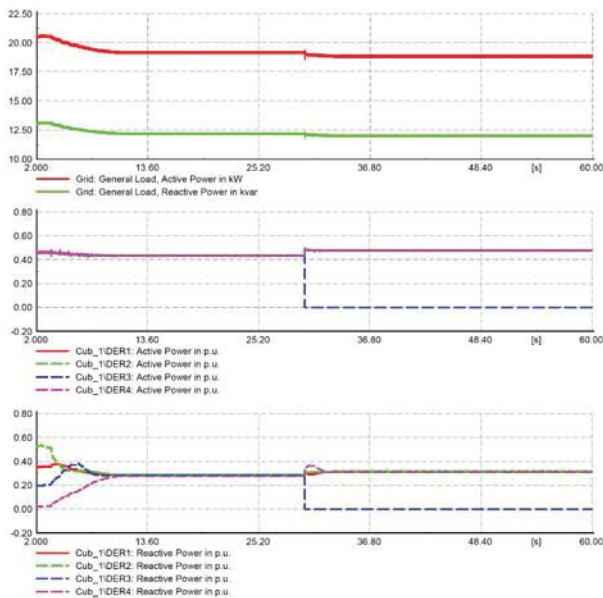 22.50
20.00
17.50
15.00
12.50
10.00
2.000 13.60 25.20 36.80 48.40 [s] 60.00
Grid: General Load, Active Power in kW
Grid: General Load, Reactive Power in kvar
0.80
0.60
0.40
0.20
0.00
-0.20
2.000 13.60 25.20 36.80 48.40 [s] 60.00
Cub_1\DER1: Active Power in p.u.
Cub_1\DER2: Active Power in p.u.
Cub_1\DER3: Active Power in p.u.
Cub_1\DER4: Active Power in p.u.
0.80
0.60
0.40
0.20
0.00
-0.20
2.000 13.60 25.20 36.80 48.40 [s] 60.00
Cub_1\DER1: Reactive Power in p.u.
Cub_1\DER2: Reactive Power in p.u.
Cub_1\DER3: Reactive Power in p.u.
Cub_1\DER4: Reactive Power in p.u.